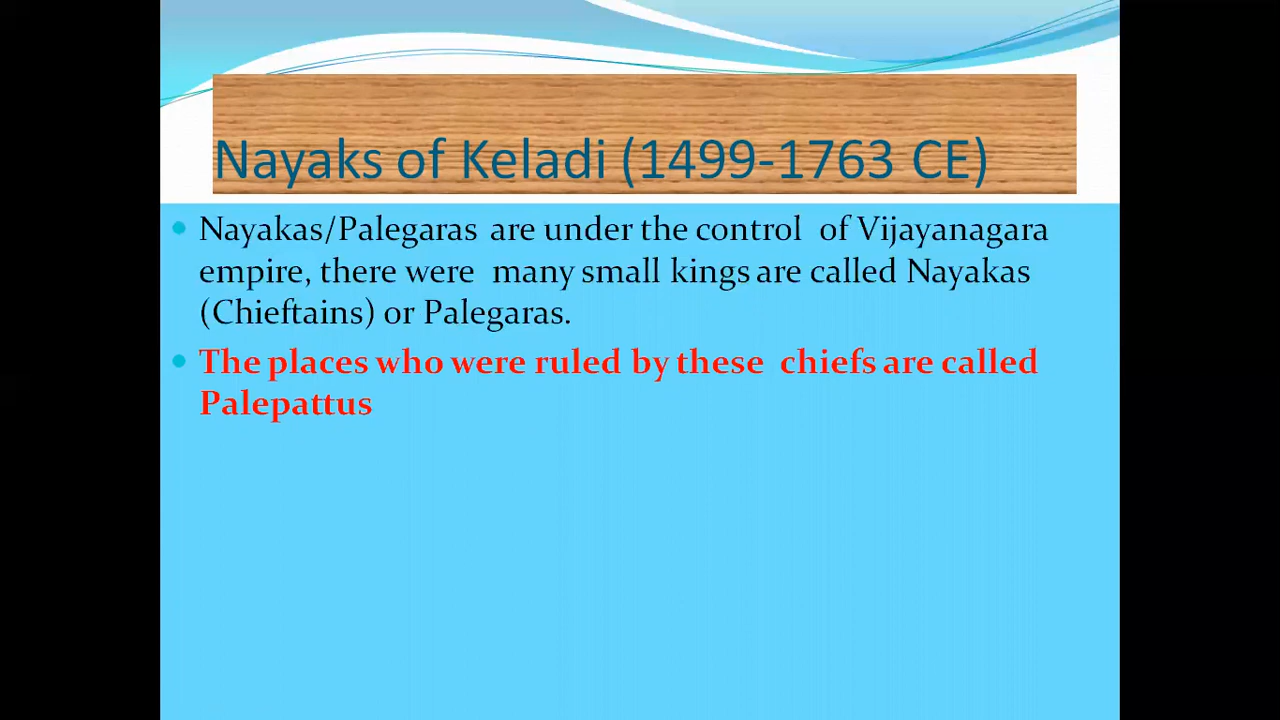 Nayaks of Keladi (1499-1763 CE)
Nayakas/Palegaras are under the control of Vijayanagara
empire, there were many small kings are called Nayakas
(Chieftains) or Palegaras.
The places who were ruled by these chiefs are called
Palepattus